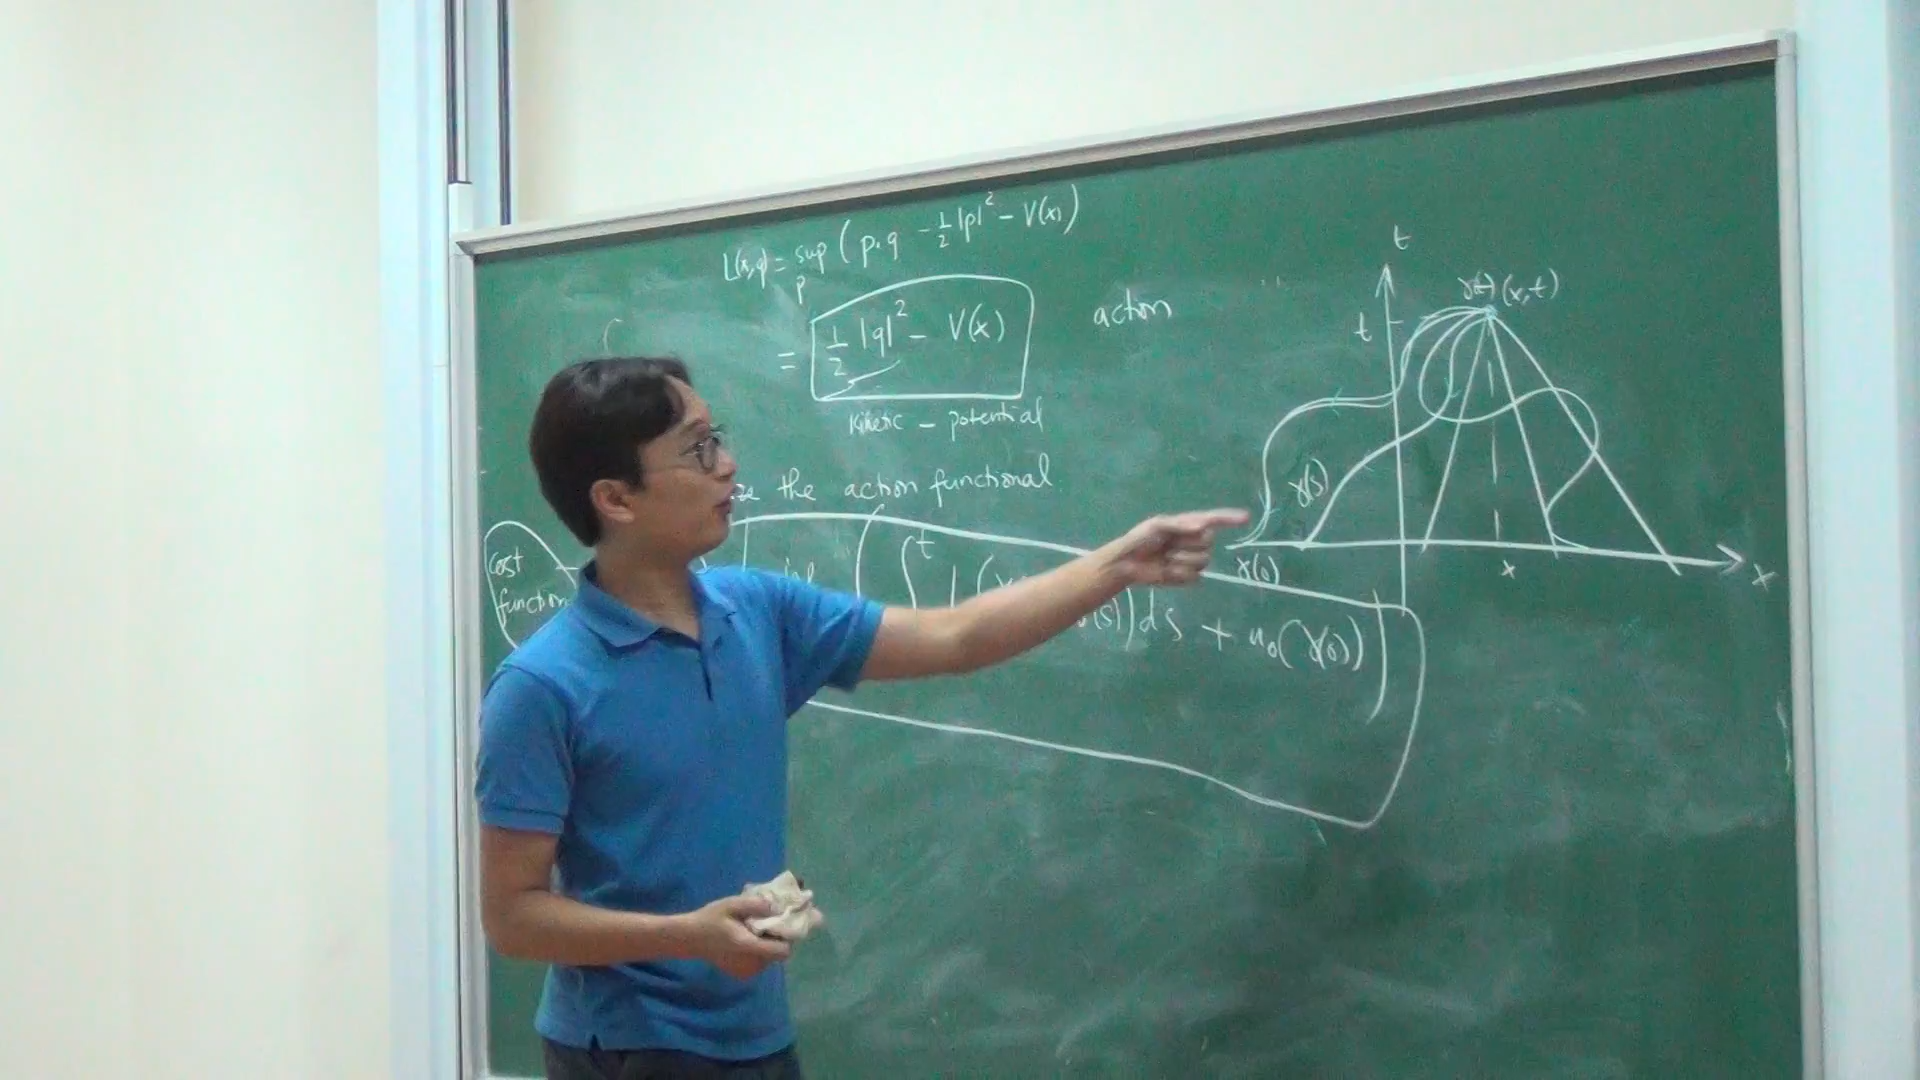 L(x,q) = sup ( p·q - 1/2 |p|² - V(x) )
p
= 1/2 |q|² - V(x)
Kinetic - potential
action
the action functional
cost
function
inf ( ∫ t L(γ (s)) ds + u₀(γ(0)) )
t
t
γ(t) (x,t)
γ(s)
γ(0)
x
x